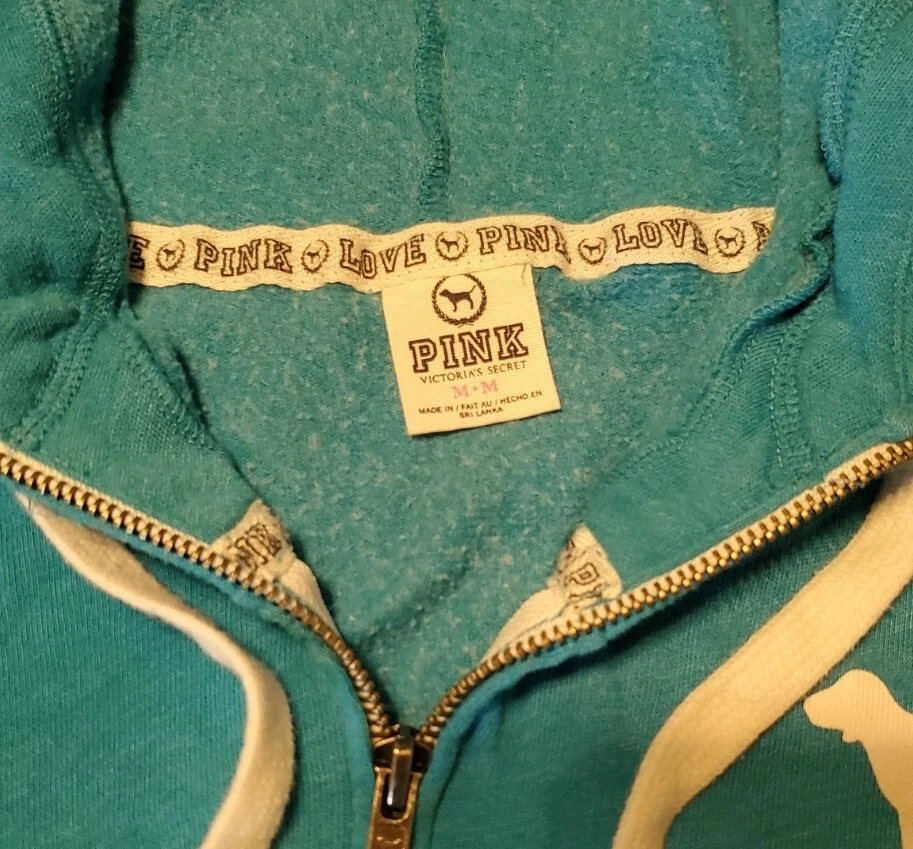 PINK LOVE PINK LOVE
PINK
VICTORIA'S SECRET
M•M
MADE IN / FAIT AU / HECHO EN
SRI LANKA